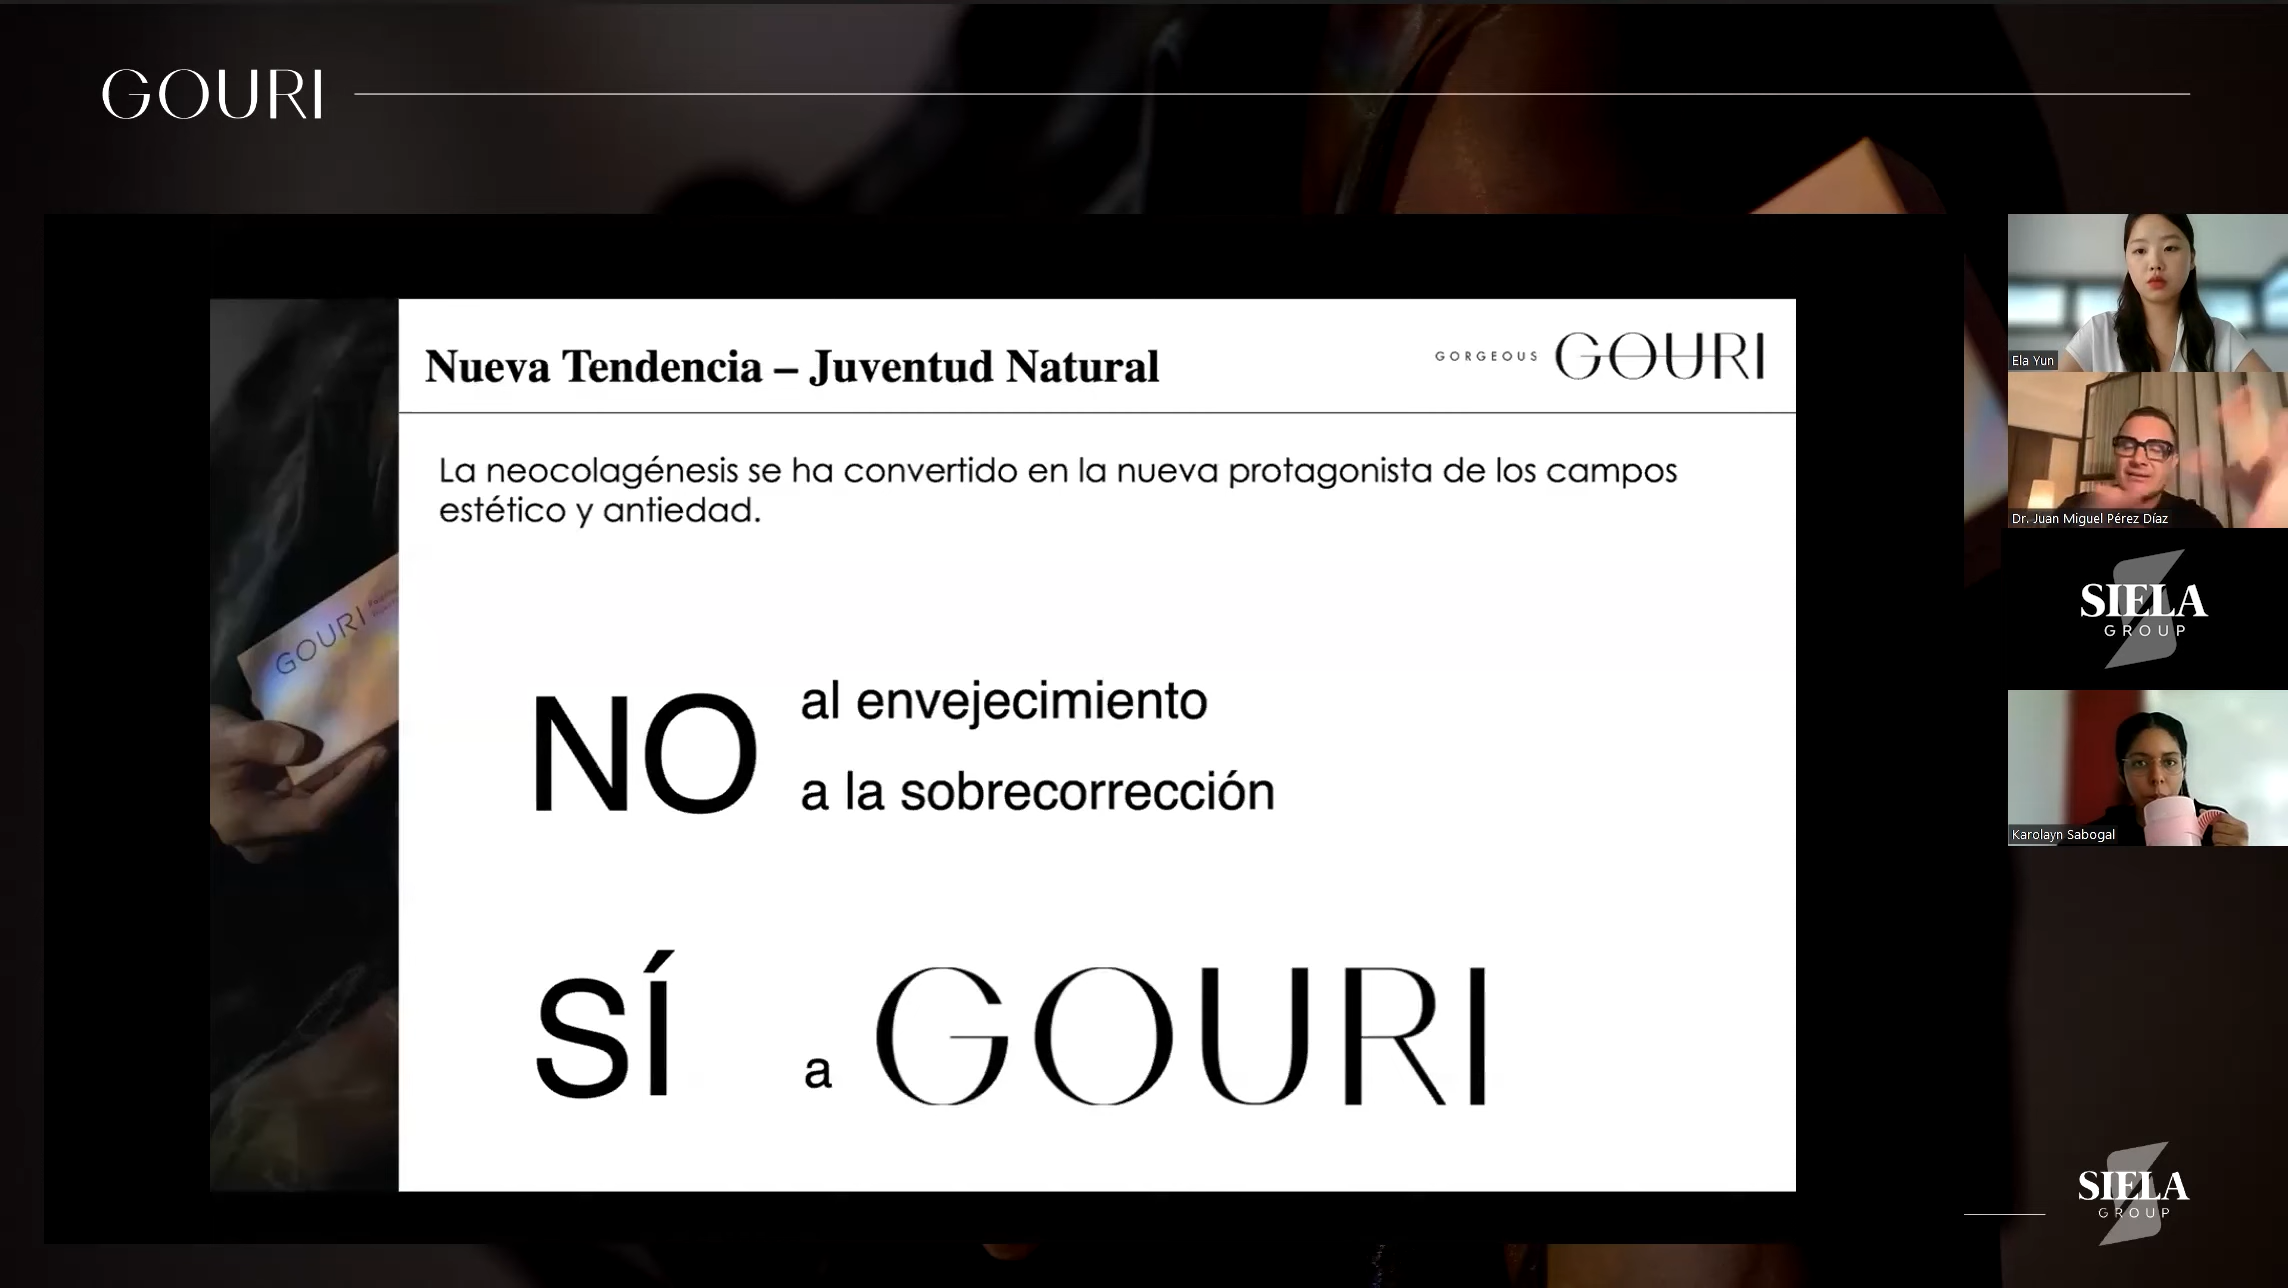 GOURI
Nueva Tendencia – Juventud Natural
GORGEOUS GOURI
La neocolagénesis se ha convertido en la nueva protagonista de los campos
estético y antiedad.
GOURI
NO
al envejecimiento
a la sobrecorrección
SÍ a GOURI
Ela Yun
Dr. Juan Miguel Pérez Díaz
SIELA
GROUP
Karolayn Sabogal
SIELA
GROUP